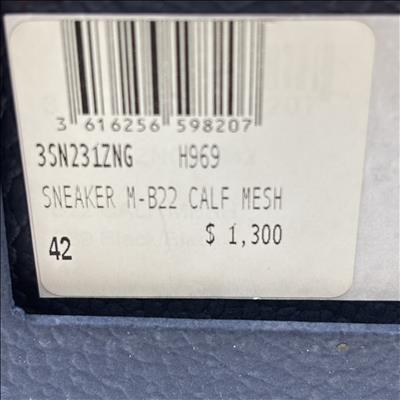 3 616256 598207
3SN231ZNG H969
SNEAKER M-B22 CALF MESH
42 $ 1,300